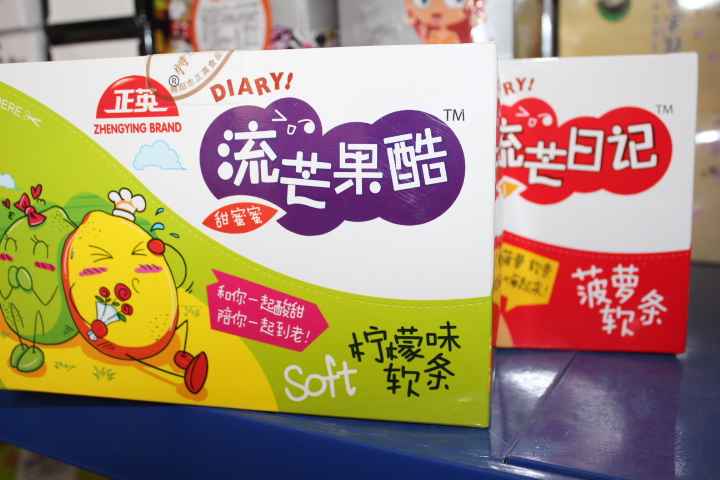 DIARY!
正英
®
ZHENGYING BRAND
流芒果酷
TM
甜蜜蜜
和你一起酸甜
陪你一起到老!
Soft
柠檬味
软条
RY!
流芒日记
TM
菠萝
软条